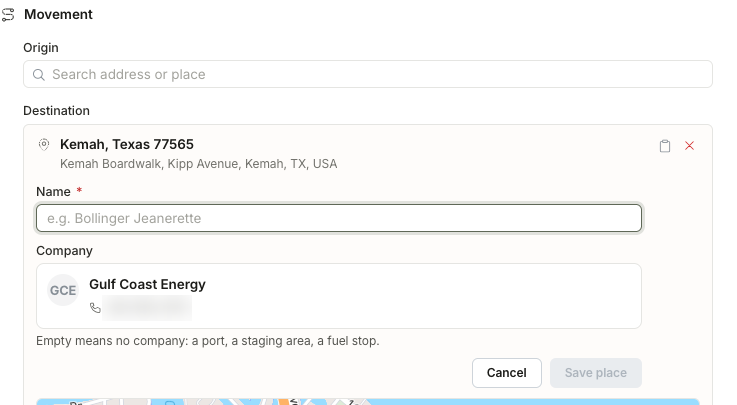 Movement
Origin
Search address or place
Destination
Kemah, Texas 77565
Kemah Boardwalk, Kipp Avenue, Kemah, TX, USA
Name *
e.g. Bollinger Jeanerette
Company
GCE
Gulf Coast Energy
Empty means no company: a port, a staging area, a fuel stop.
Cancel
Save place